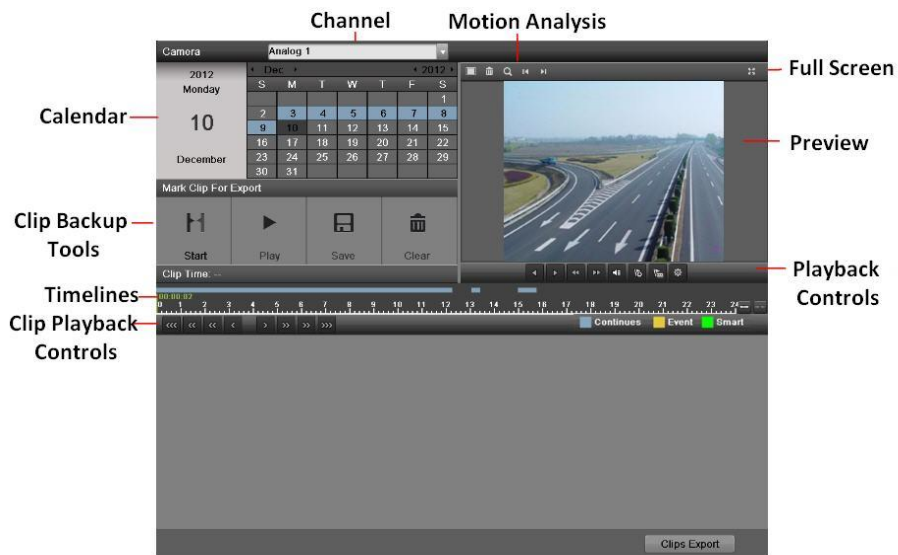 Channel
Motion Analysis
Camera
Analog 1
Full Screen
Calendar
2012
Monday
10
December
Dec
2012
S M T W T F S
1
2 3 4 5 6 7 8
9 10 11 12 13 14 15
16 17 18 19 20 21 22
23 24 25 26 27 28 29
30 31
Preview
Mark Clip For Export
Clip Backup
Tools
Start
Play
Save
Clear
Clip Time: --
Playback
Controls
Timelines
00:00:02
0 1 2 3 4 5 6 7 8 9 10 11 12 13 14 15 16 17 18 19 20 21 22 23 24
Clip Playback
Controls
Continues
Event
Smart
Clips Export